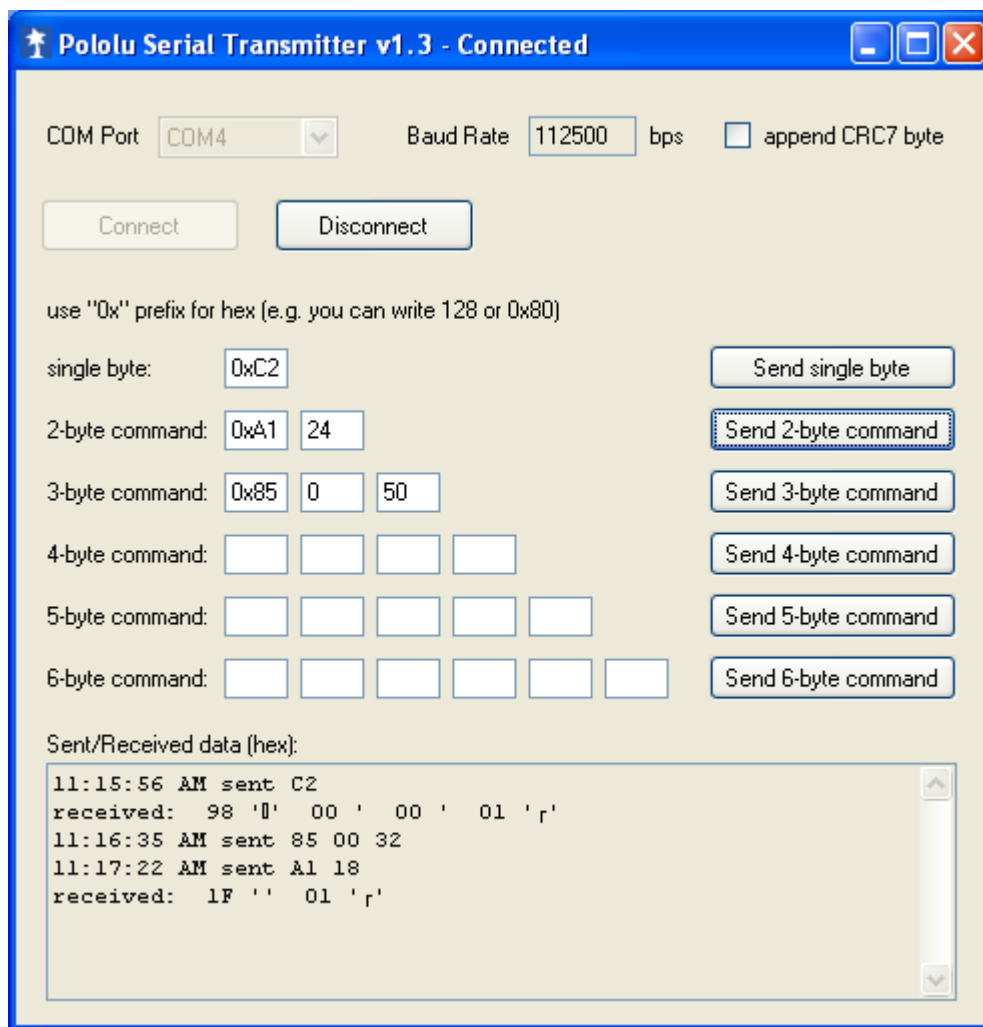 Pololu Serial Transmitter v1.3 - Connected
COM Port COM4 Baud Rate 112500 bps append CRC7 byte
Connect Disconnect
use "0x" prefix for hex (e.g. you can write 128 or 0x80)
single byte: 0xC2 Send single byte
2-byte command: 0xA1 24 Send 2-byte command
3-byte command: 0x85 0 50 Send 3-byte command
4-byte command: Send 4-byte command
5-byte command: Send 5-byte command
6-byte command: Send 6-byte command
Sent/Received data (hex):
11:15:56 AM sent C2
received: 98 '▯' 00 ' 00 ' 01 '┌'
11:16:35 AM sent 85 00 32
11:17:22 AM sent A1 18
received: 1F '' 01 '┌'